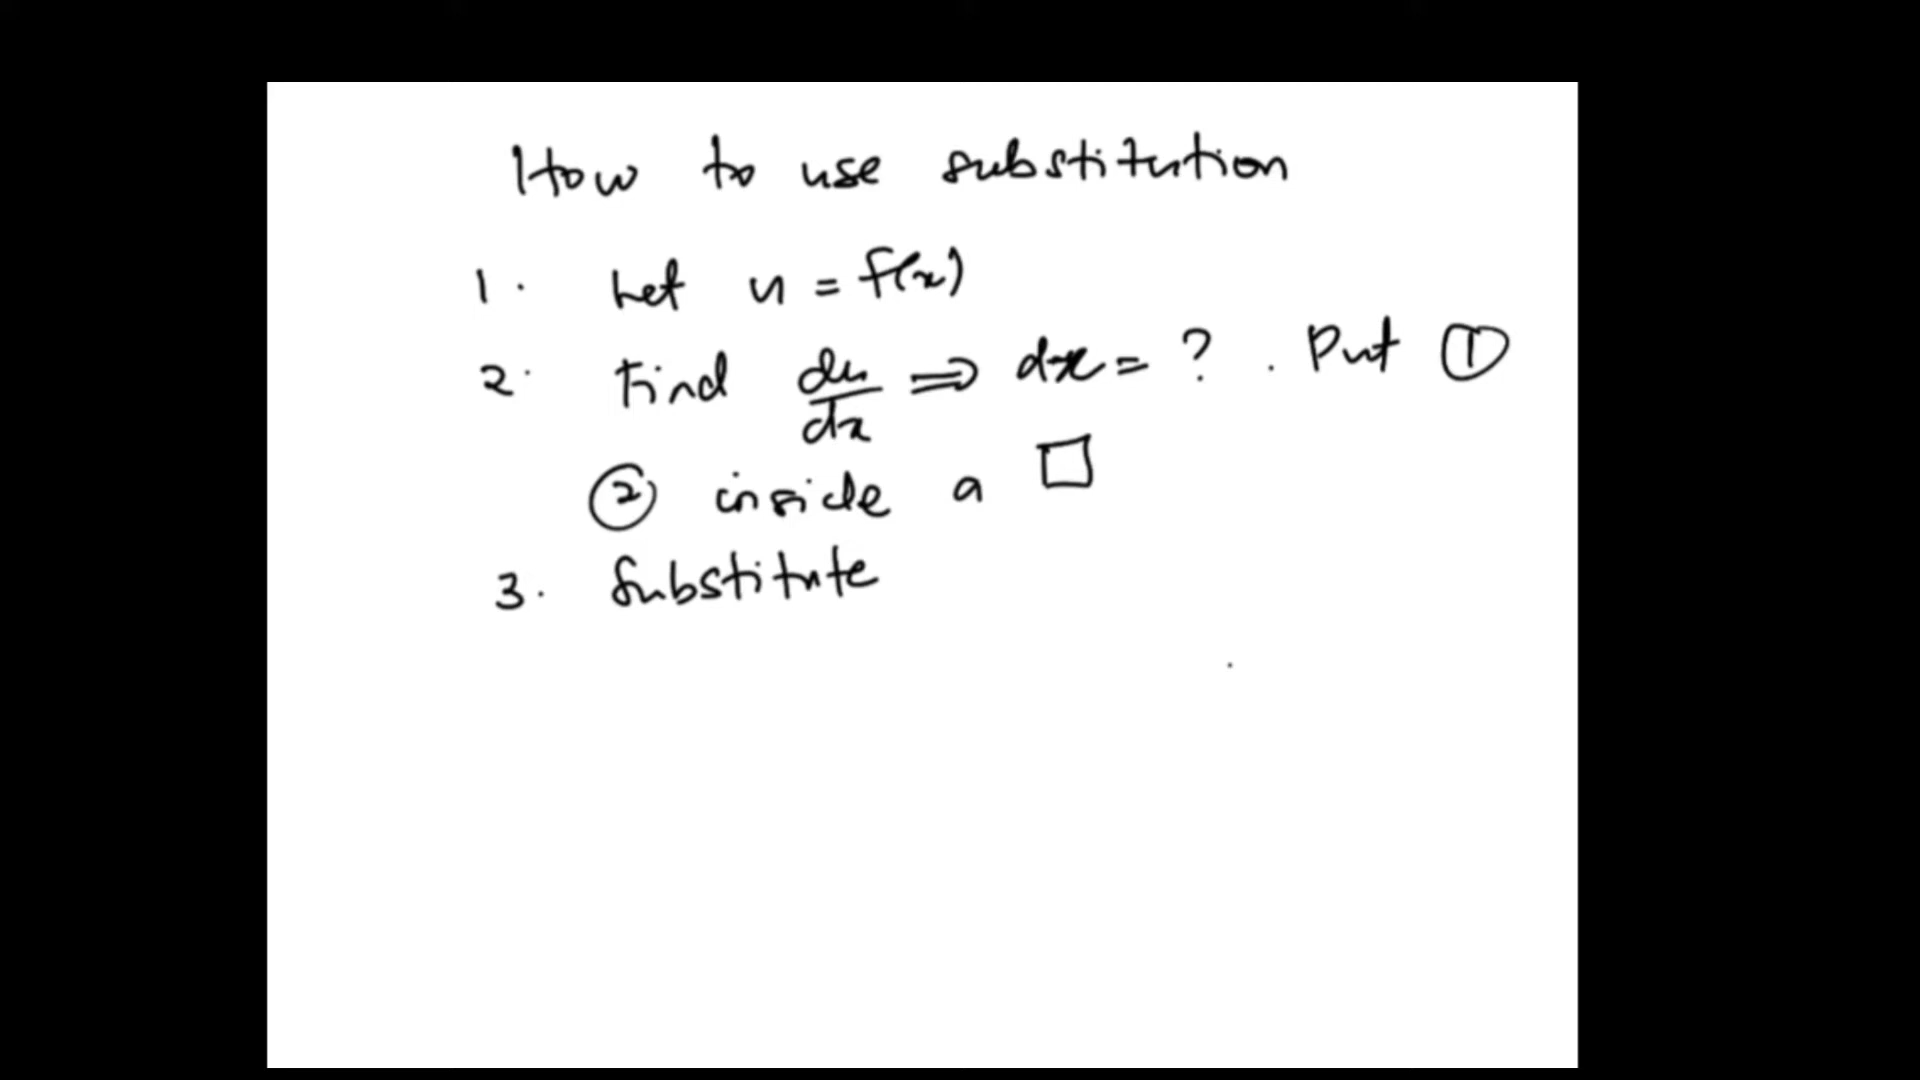 How to use substitution
1. Let u = f(x)
2. Find du/dx ⇒ dx = ? . Put ①
② inside a □
3. Substitute